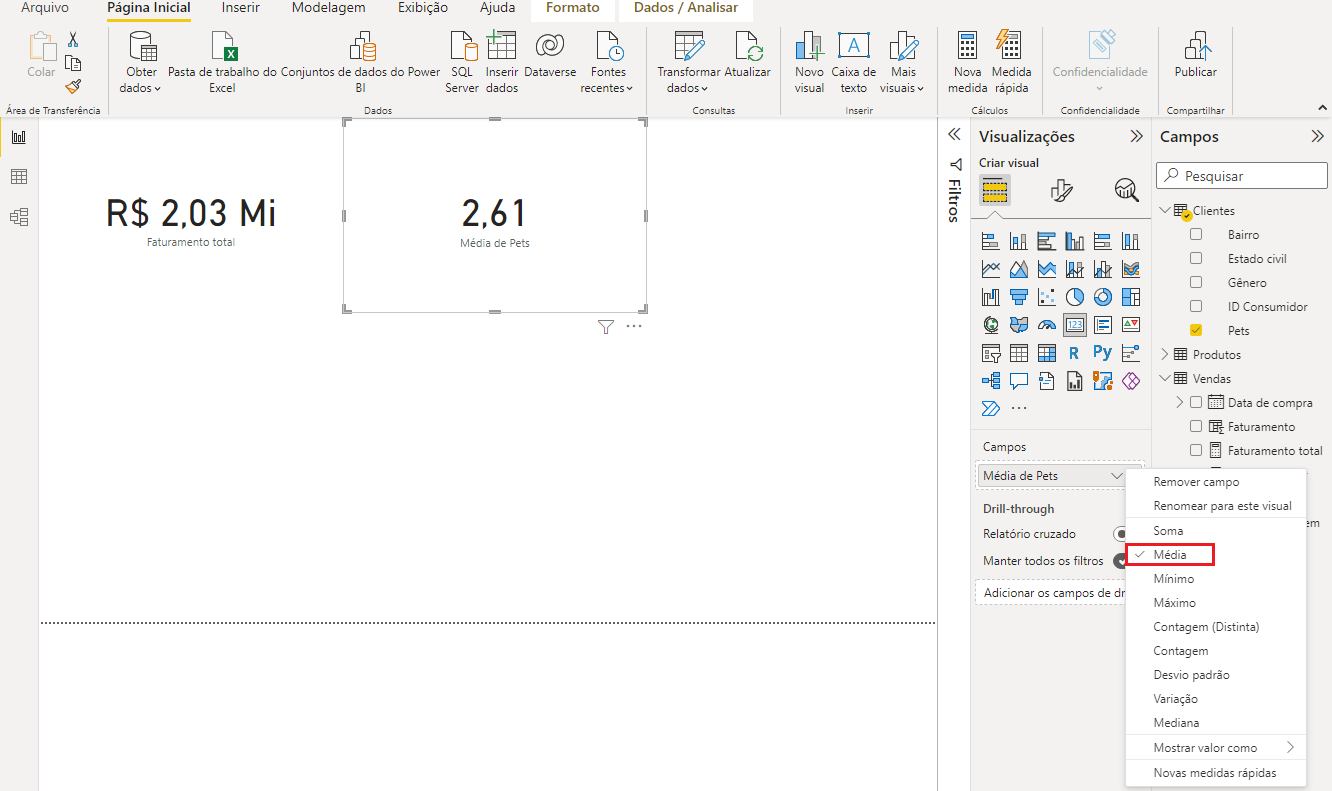 Arquivo Página Inicial Inserir Modelagem Exibição Ajuda Formato Dados / Analisar
Colar
Obter dados
Pasta de trabalho do Excel
Conjuntos de dados do Power BI
SQL Server
Inserir dados
Dataverse
Fontes recentes
Transformar dados
Atualizar
Novo visual
Caixa de texto
Mais visuais
Nova medida
Medida rápida
Confidencialidade
Publicar
Área de Transferência
Dados
Consultas
Inserir
Cálculos
Confidencialidade
Compartilhar
R$ 2,03 Mi
Faturamento total
2,61
Média de Pets
Filtros
Visualizações
Criar visual
123
R
Py
Campos
Média de Pets
Drill-through
Relatório cruzado
Manter todos os filtros
Adicionar os campos de dr
Campos
Pesquisar
Clientes
Bairro
Estado civil
Gênero
ID Consumidor
Pets
Produtos
Vendas
Data de compra
Faturamento
Faturamento total
em
Remover campo
Renomear para este visual
Soma
Média
Mínimo
Máximo
Contagem (Distinta)
Contagem
Desvio padrão
Variação
Mediana
Mostrar valor como
Novas medidas rápidas